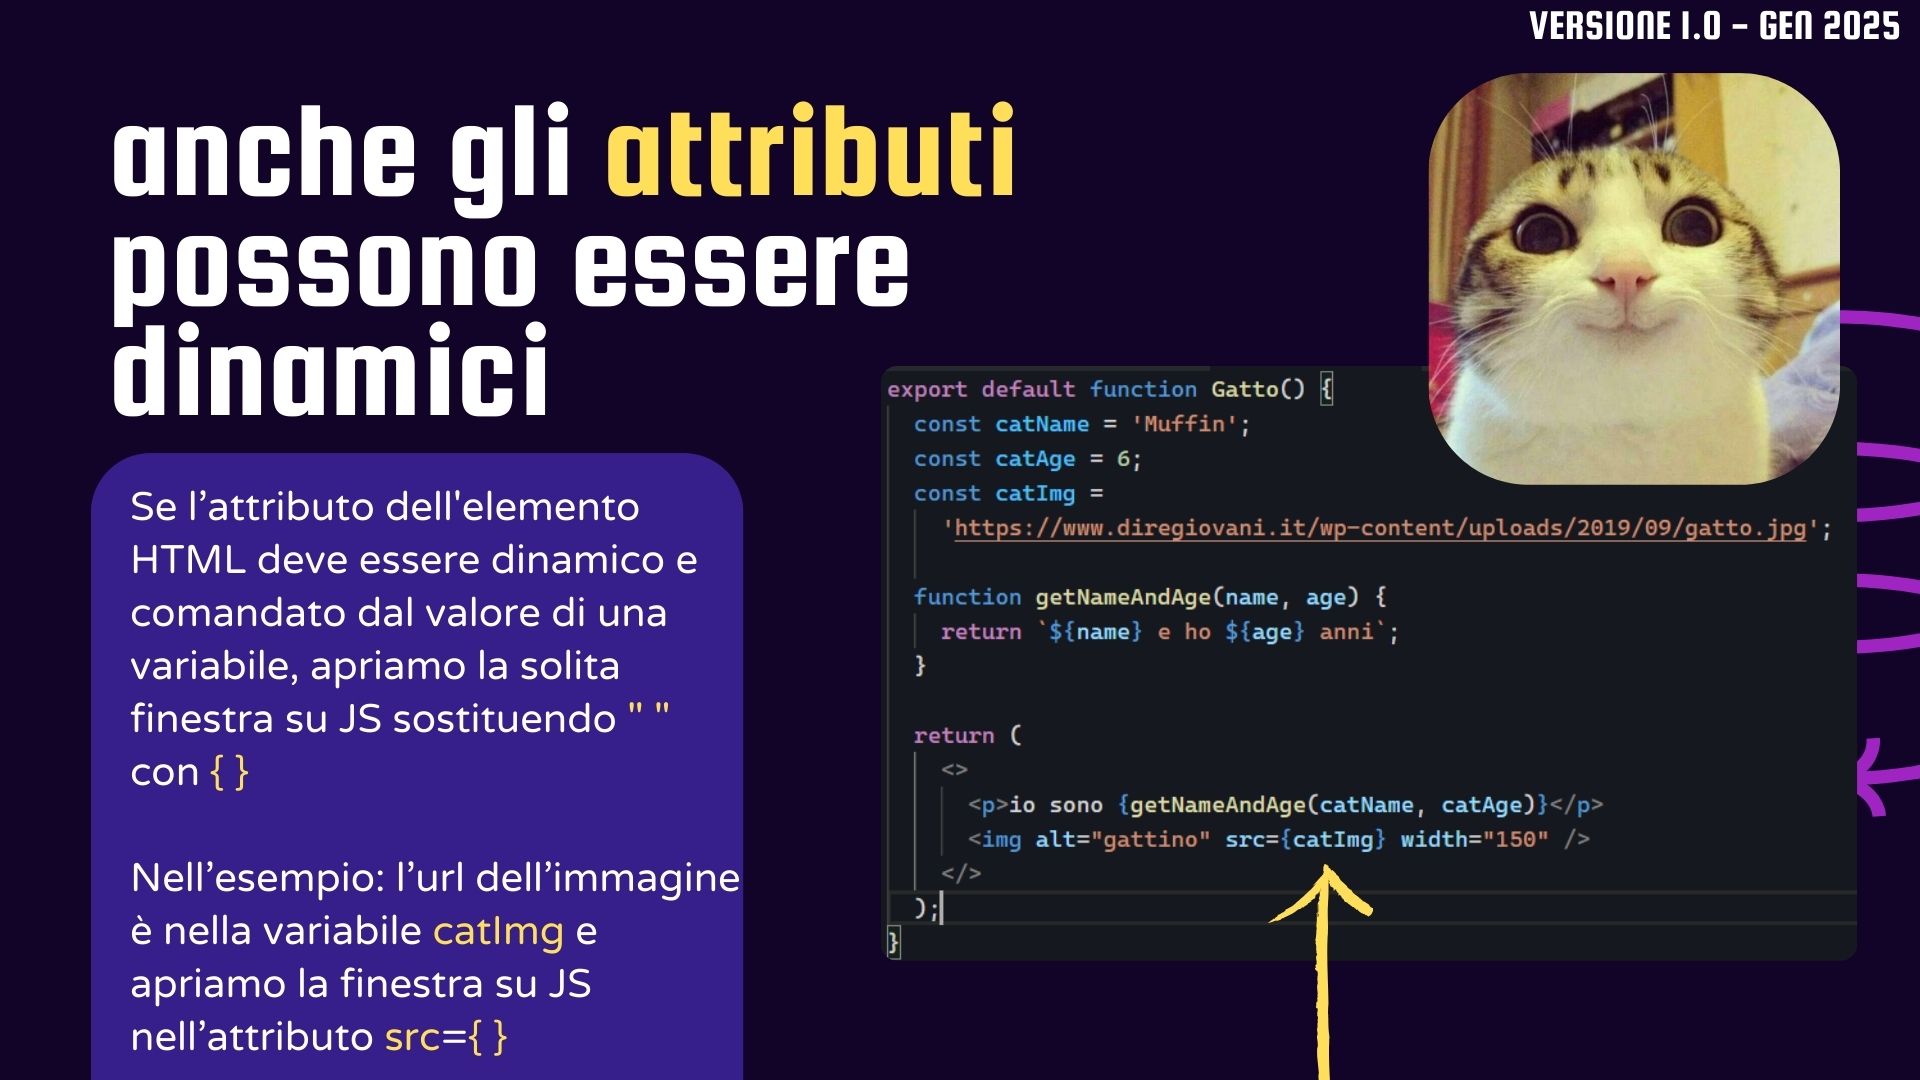 VERSIONE 1.0 - GEN 2025
anche gli attributi
possono essere
dinamici
Se l’attributo dell'elemento
HTML deve essere dinamico e
comandato dal valore di una
variabile, apriamo la solita
finestra su JS sostituendo " "
con { }
Nell’esempio: l’url dell’immagine
è nella variabile catImg e
apriamo la finestra su JS
nell’attributo src={ }
export default function Gatto() {
const catName = 'Muffin';
const catAge = 6;
const catImg =
'https://www.diregiovani.it/wp-content/uploads/2019/09/gatto.jpg';
function getNameAndAge(name, age) {
return `${name} e ho ${age} anni`;
}
return (
<>
<p>io sono {getNameAndAge(catName, catAge)}</p>
<img alt="gattino" src={catImg} width="150" />
</>
);
}